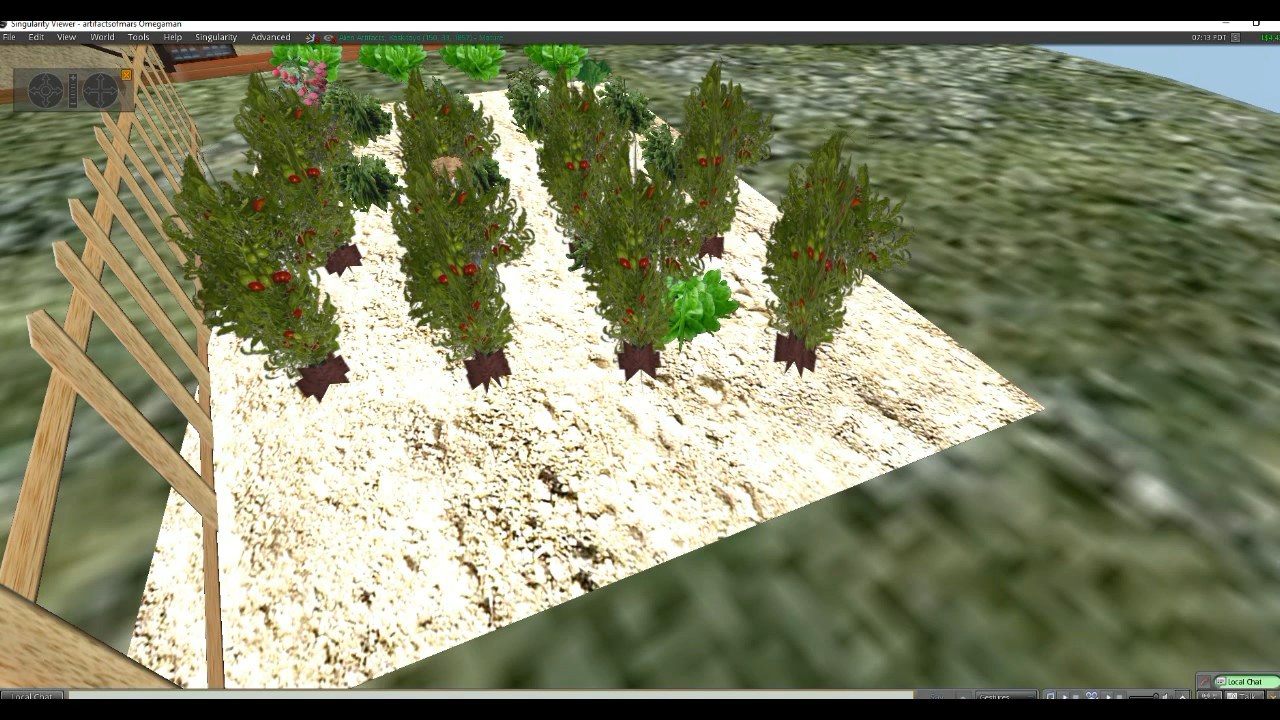 Singularity Viewer - artifactsofmars Omegaman
File Edit View World Tools Help Singularity Advanced
07:13 PDT
Local Chat
Local Chat
Gestures
Talk